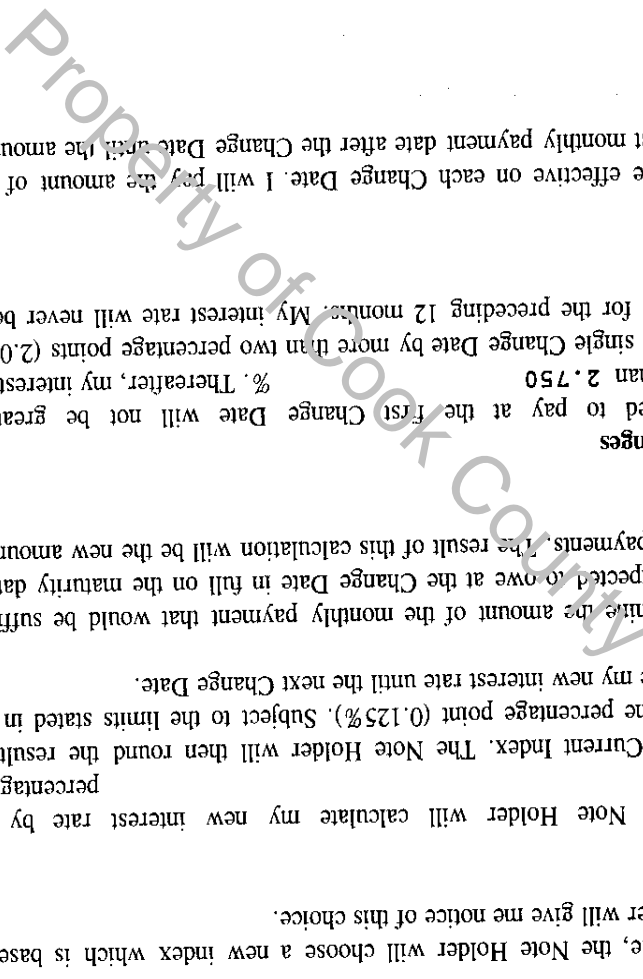 e, the Note Holder will choose a new index which is base
er will give me notice of this choice.
Note Holder will calculate my new interest rate by
percentag
Current Index. The Note Holder will then round the result
ne percentage point (0.125%). Subject to the limits stated in
e my new interest rate until the next Change Date.
nine the amount of the monthly payment that would be suffi
pected to owe at the Change Date in full on the maturity dat
payments. The result of this calculation will be the new amoun
nges
ed to pay at the first Change Date will not be grea
han 2.750 %. Thereafter, my interest
single Change Date by more than two percentage points (2.0
for the preceding 12 months. My interest rate will never be
e effective on each Change Date. I will pay the amount of
t monthly payment date after the Change Date until the amoun
Property of Cook County